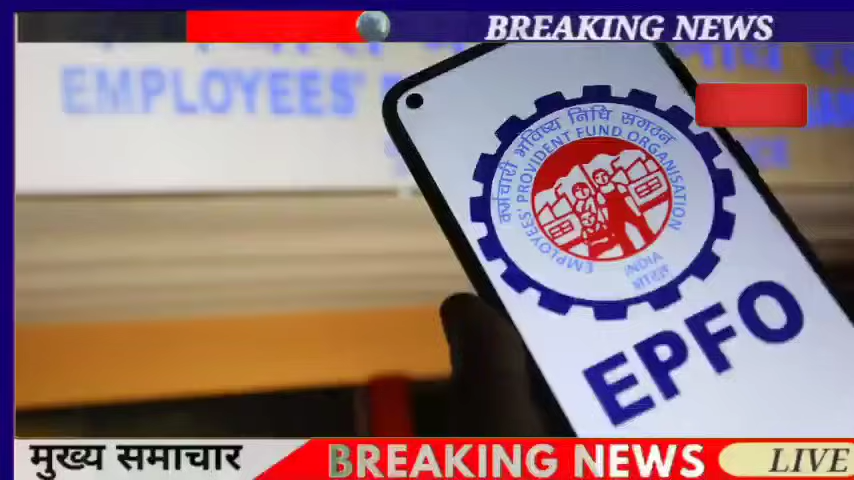 BREAKING NEWS
EMPLOYEES'
कर्मचारी भविष्य निधि संगठन
EMPLOYEES' PROVIDENT FUND ORGANISATION
INDIA
भारत
EPFO
मुख्य समाचार
BREAKING NEWS
LIVE